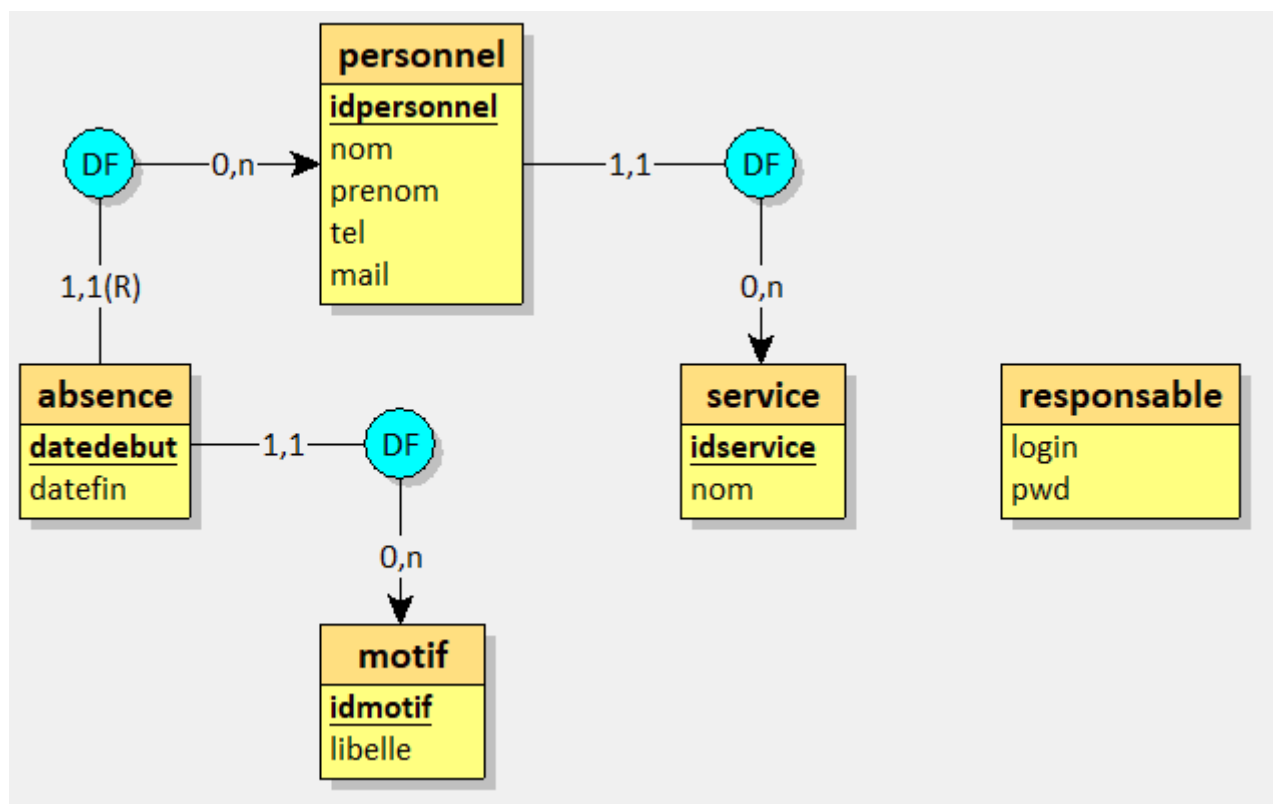 personnel
idpersonnel
nom
prenom
tel
mail
DF
0,n
1,1
DF
1,1(R)
0,n
absence
datedebut
datefin
1,1
DF
service
idservice
nom
responsable
login
pwd
0,n
motif
idmotif
libelle